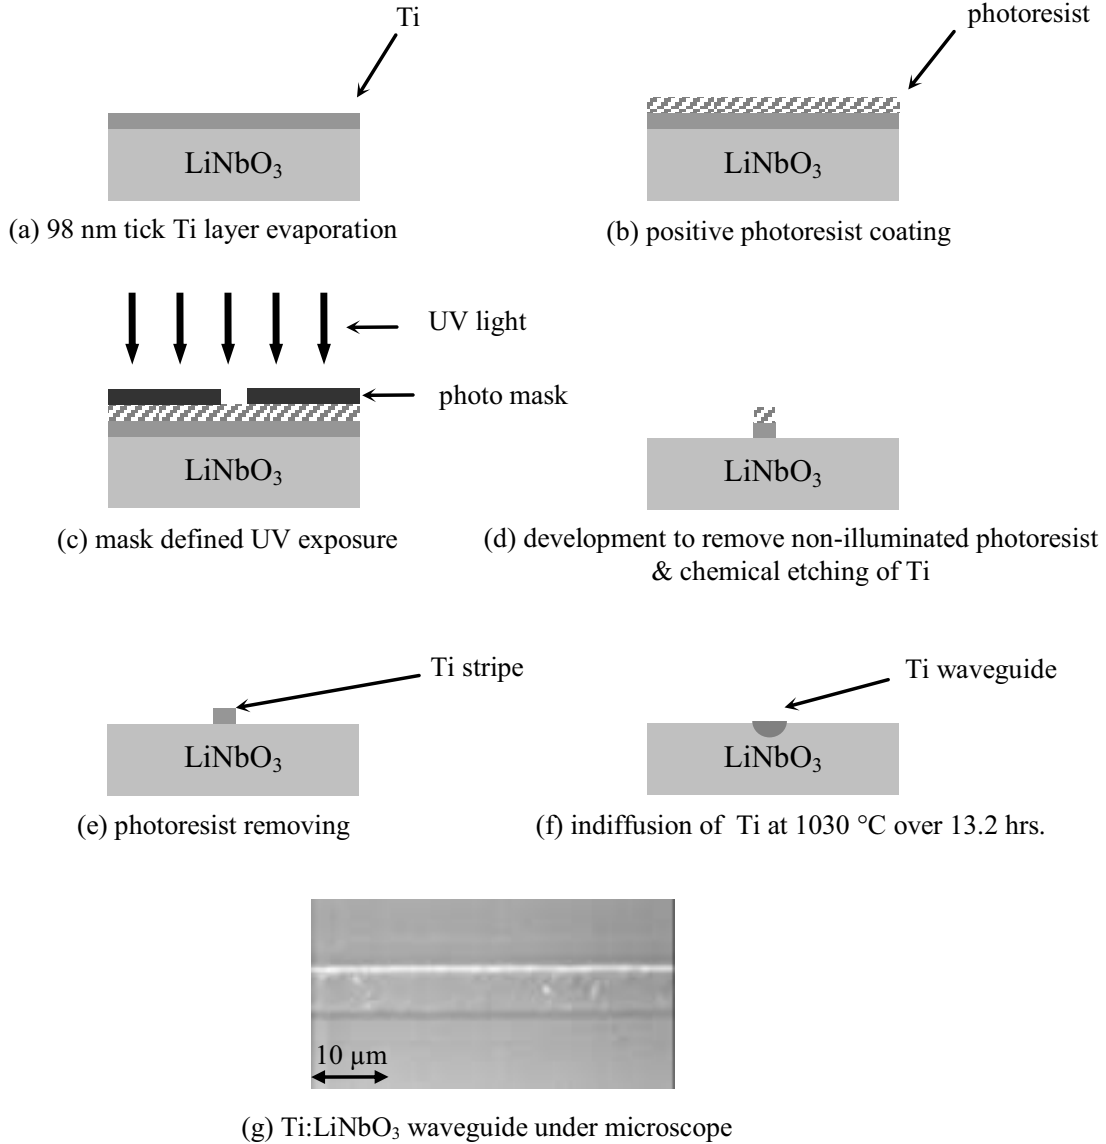 Ti
photoresist
LiNbO₃
LiNbO₃
(a) 98 nm tick Ti layer evaporation
(b) positive photoresist coating
UV light
photo mask
LiNbO₃
LiNbO₃
(c) mask defined UV exposure
(d) development to remove non-illuminated photoresist
& chemical etching of Ti
Ti stripe
Ti waveguide
LiNbO₃
LiNbO₃
(e) photoresist removing
(f) indiffusion of Ti at 1030 °C over 13.2 hrs.
10 µm
(g) Ti:LiNbO₃ waveguide under microscope